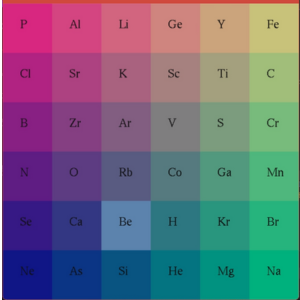 P Al Li Ge Y Fe
Cl Sr K Sc Ti C
B Zr Ar V S Cr
N O Rb Co Ga Mn
Se Ca Be H Kr Br
Ne As Si He Mg Na